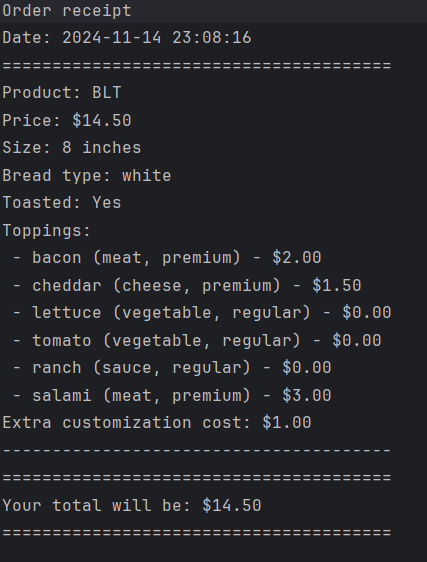 Order receipt
Date: 2024-11-14 23:08:16
=======================================
Product: BLT
Price: $14.50
Size: 8 inches
Bread type: white
Toasted: Yes
Toppings:
 - bacon (meat, premium) - $2.00
 - cheddar (cheese, premium) - $1.50
 - lettuce (vegetable, regular) - $0.00
 - tomato (vegetable, regular) - $0.00
 - ranch (sauce, regular) - $0.00
 - salami (meat, premium) - $3.00
Extra customization cost: $1.00
---------------------------------------
=======================================
Your total will be: $14.50
=======================================